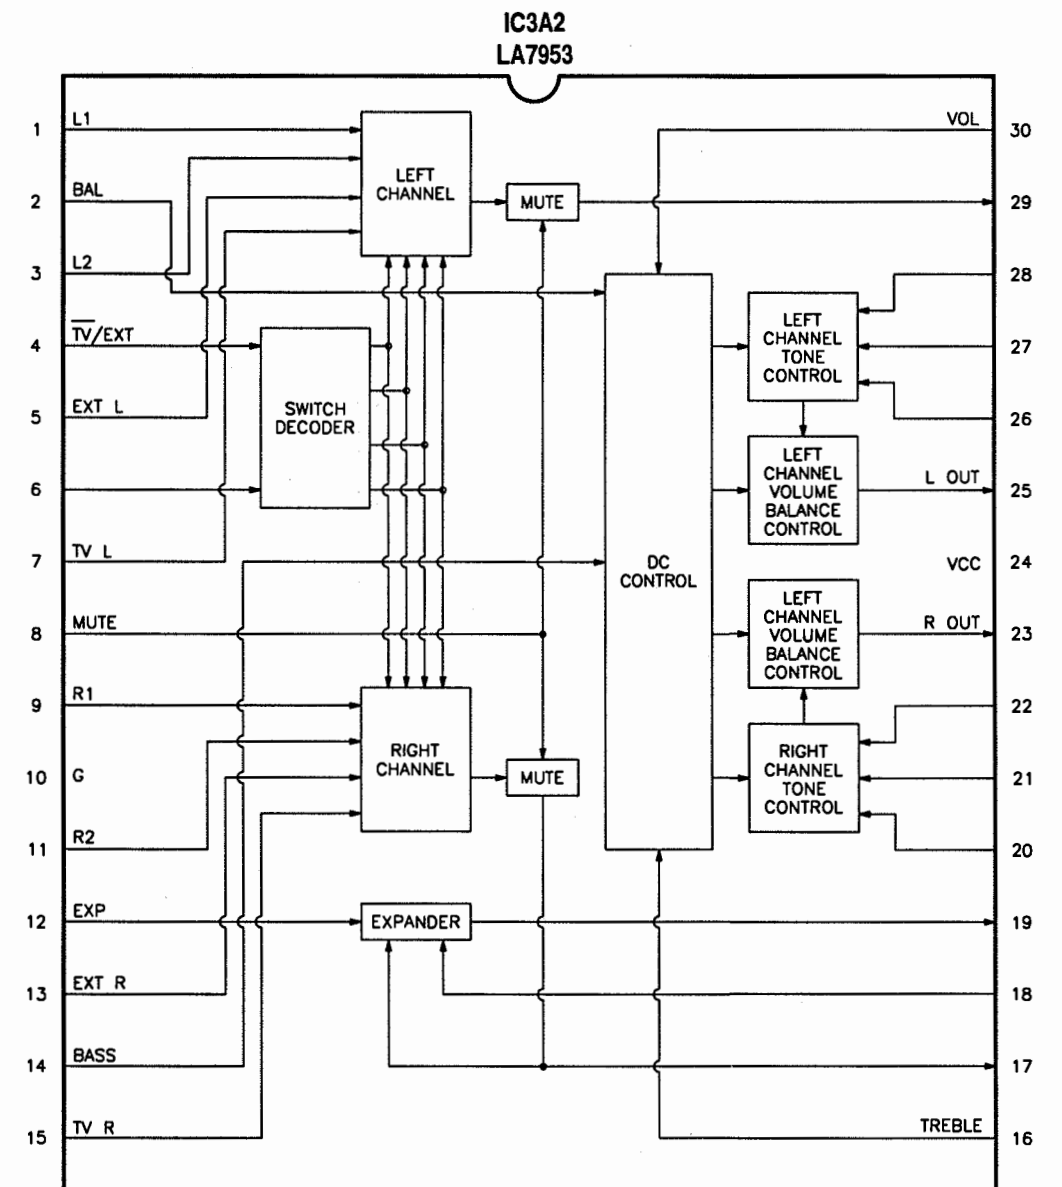 IC3A2
LA7953
1 L1
2 BAL
3 L2
4 TV/EXT
5 EXT L
6
7 TV L
8 MUTE
9 R1
10 G
11 R2
12 EXP
13 EXT R
14 BASS
15 TV R
LEFT
CHANNEL
MUTE
SWITCH
DECODER
RIGHT
CHANNEL
MUTE
EXPANDER
DC
CONTROL
LEFT
CHANNEL
TONE
CONTROL
LEFT
CHANNEL
VOLUME
BALANCE
CONTROL
LEFT
CHANNEL
VOLUME
BALANCE
CONTROL
RIGHT
CHANNEL
TONE
CONTROL
VOL 30
29
28
27
26
L OUT 25
VCC 24
R OUT 23
22
21
20
19
18
17
TREBLE 16